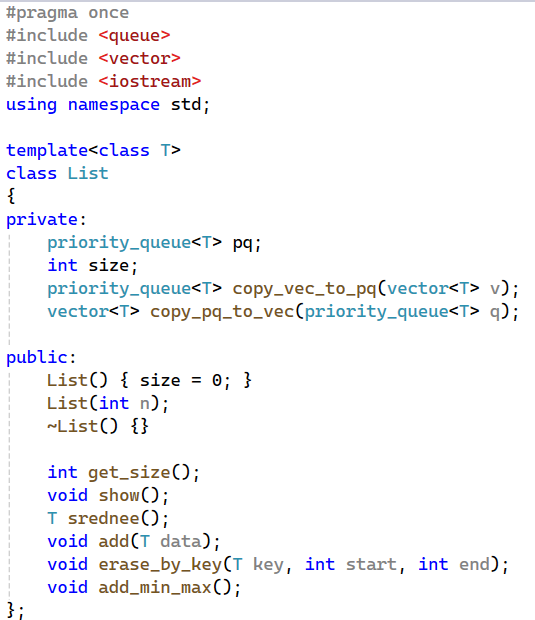 #pragma once
#include <queue>
#include <vector>
#include <iostream>
using namespace std;

template<class T>
class List
{
private:
    priority_queue<T> pq;
    int size;
    priority_queue<T> copy_vec_to_pq(vector<T> v);
    vector<T> copy_pq_to_vec(priority_queue<T> q);

public:
    List() { size = 0; }
    List(int n);
    ~List() {}

    int get_size();
    void show();
    T srednee();
    void add(T data);
    void erase_by_key(T key, int start, int end);
    void add_min_max();
};